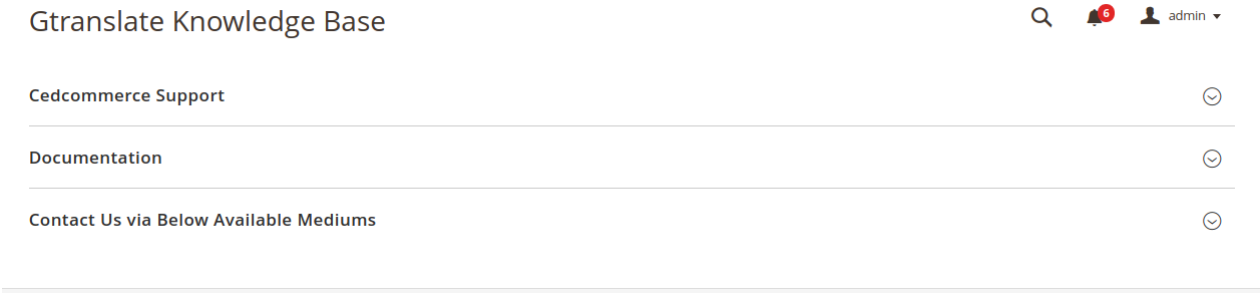 Gtranslate Knowledge Base
6
admin
Cedcommerce Support
Documentation
Contact Us via Below Available Mediums